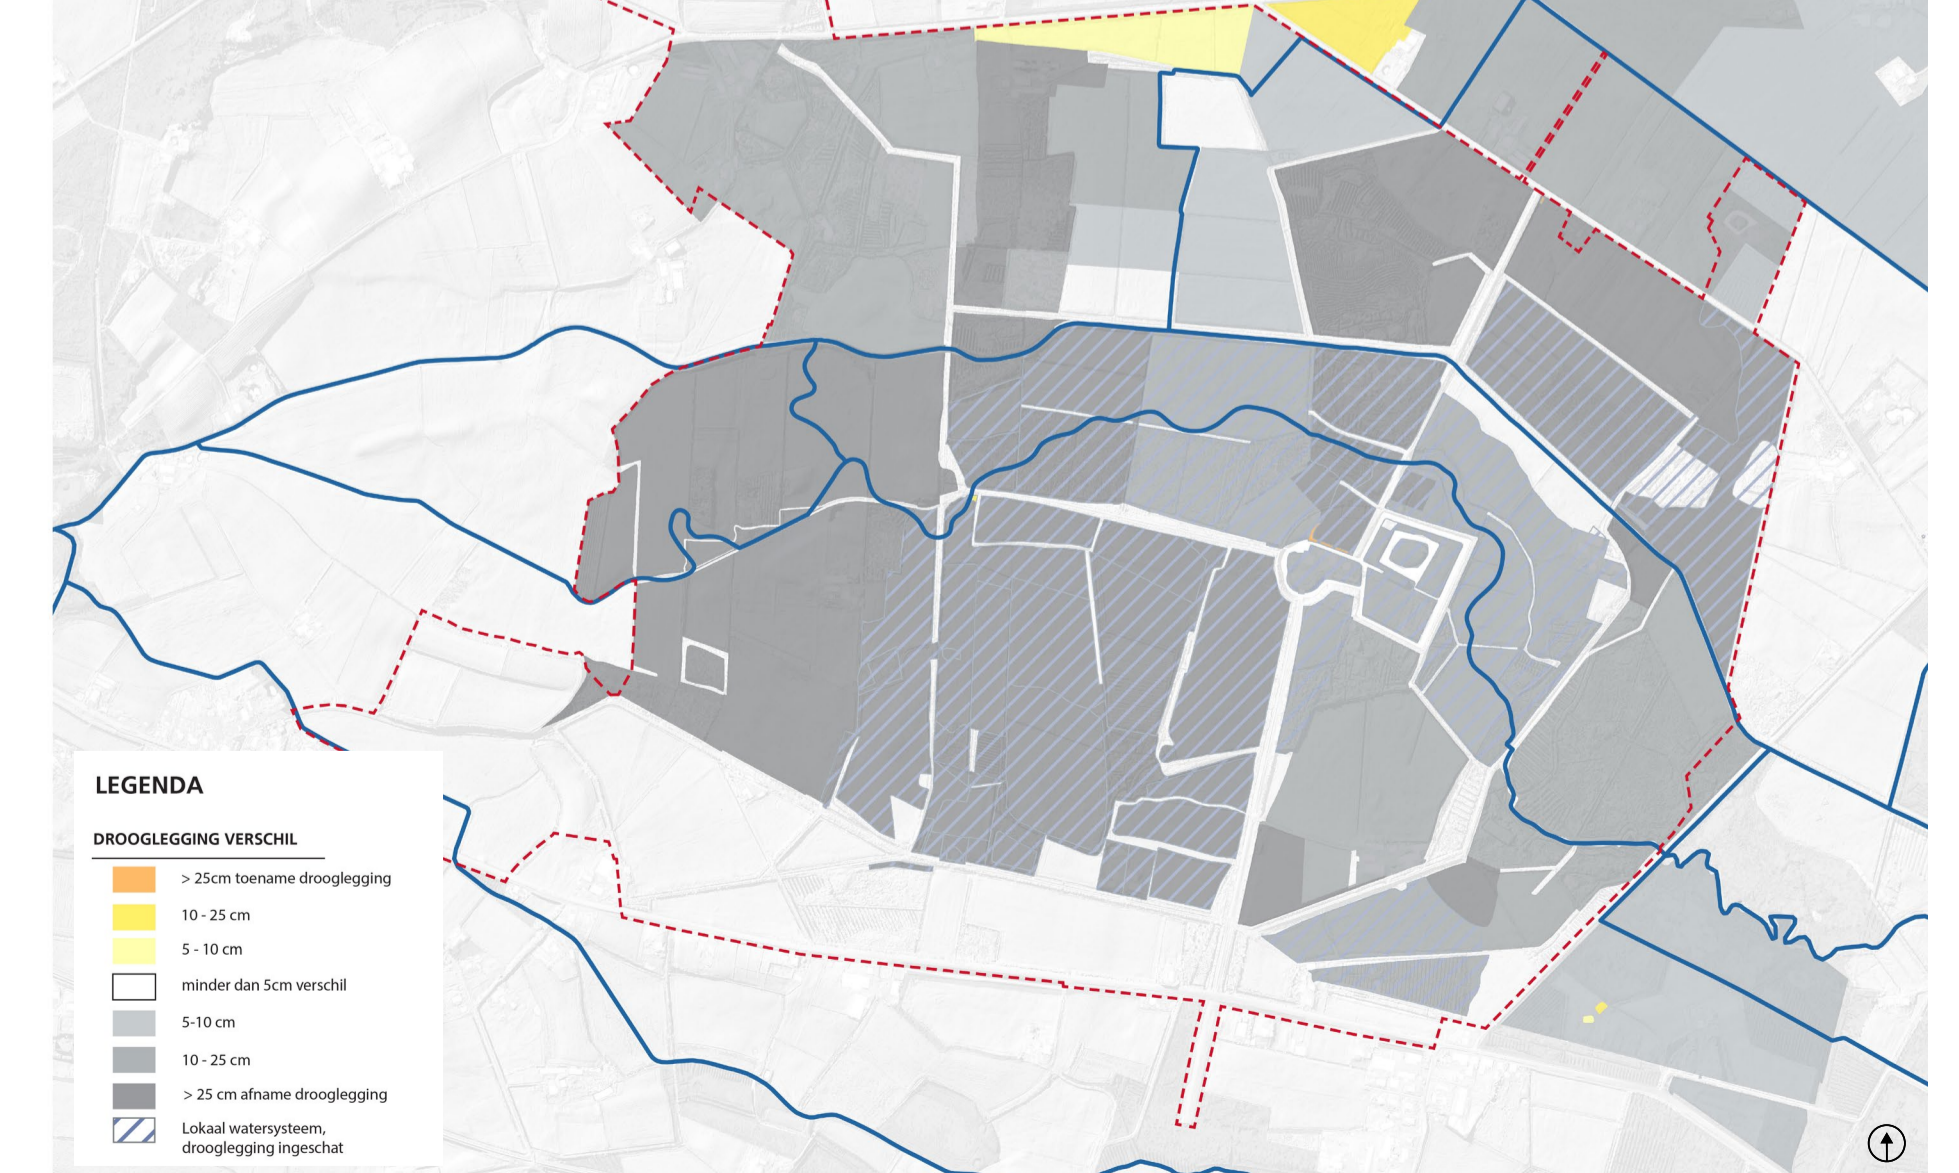 LEGENDA
DROOGLEGGING VERSCHIL
> 25cm toename drooglegging
10 - 25 cm
5 - 10 cm
minder dan 5cm verschil
5-10 cm
10 - 25 cm
> 25 cm afname drooglegging
Lokaal watersysteem,
drooglegging ingeschat